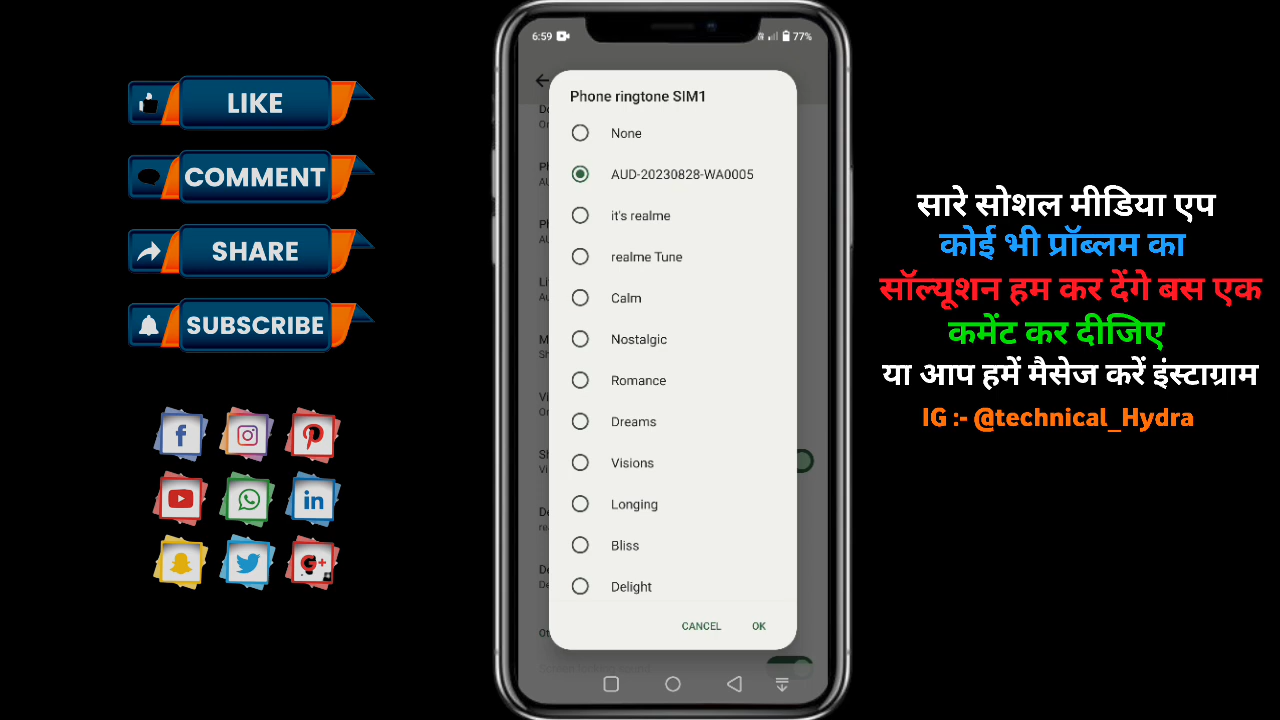 LIKE
COMMENT
SHARE
SUBSCRIBE
6:59
77%
Phone ringtone SIM1
None
AUD-20230828-WA0005
it's realme
realme Tune
Calm
Nostalgic
Romance
Dreams
Visions
Longing
Bliss
Delight
CANCEL
OK
सारे सोशल मीडिया एप
कोई भी प्रॉब्लम का
सॉल्यूशन हम कर देंगे बस एक
कमेंट कर दीजिए
या आप हमें मैसेज करें इंस्टाग्राम
IG :- @technical_Hydra